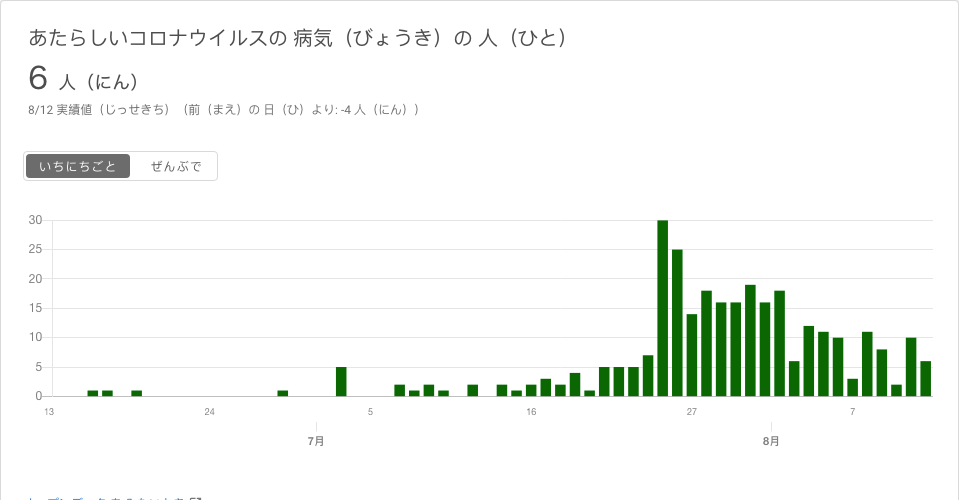 あたらしいコロナウイルスの 病気（びょうき）の 人（ひと）
6 人（にん）
8/12 実績値（じっせきち）（前（まえ）の 日（ひ）より: -4 人（にん））
いちにちごと ぜんぶで
30
25
20
15
10
5
0
13 24 5 16 27 7
7月 8月